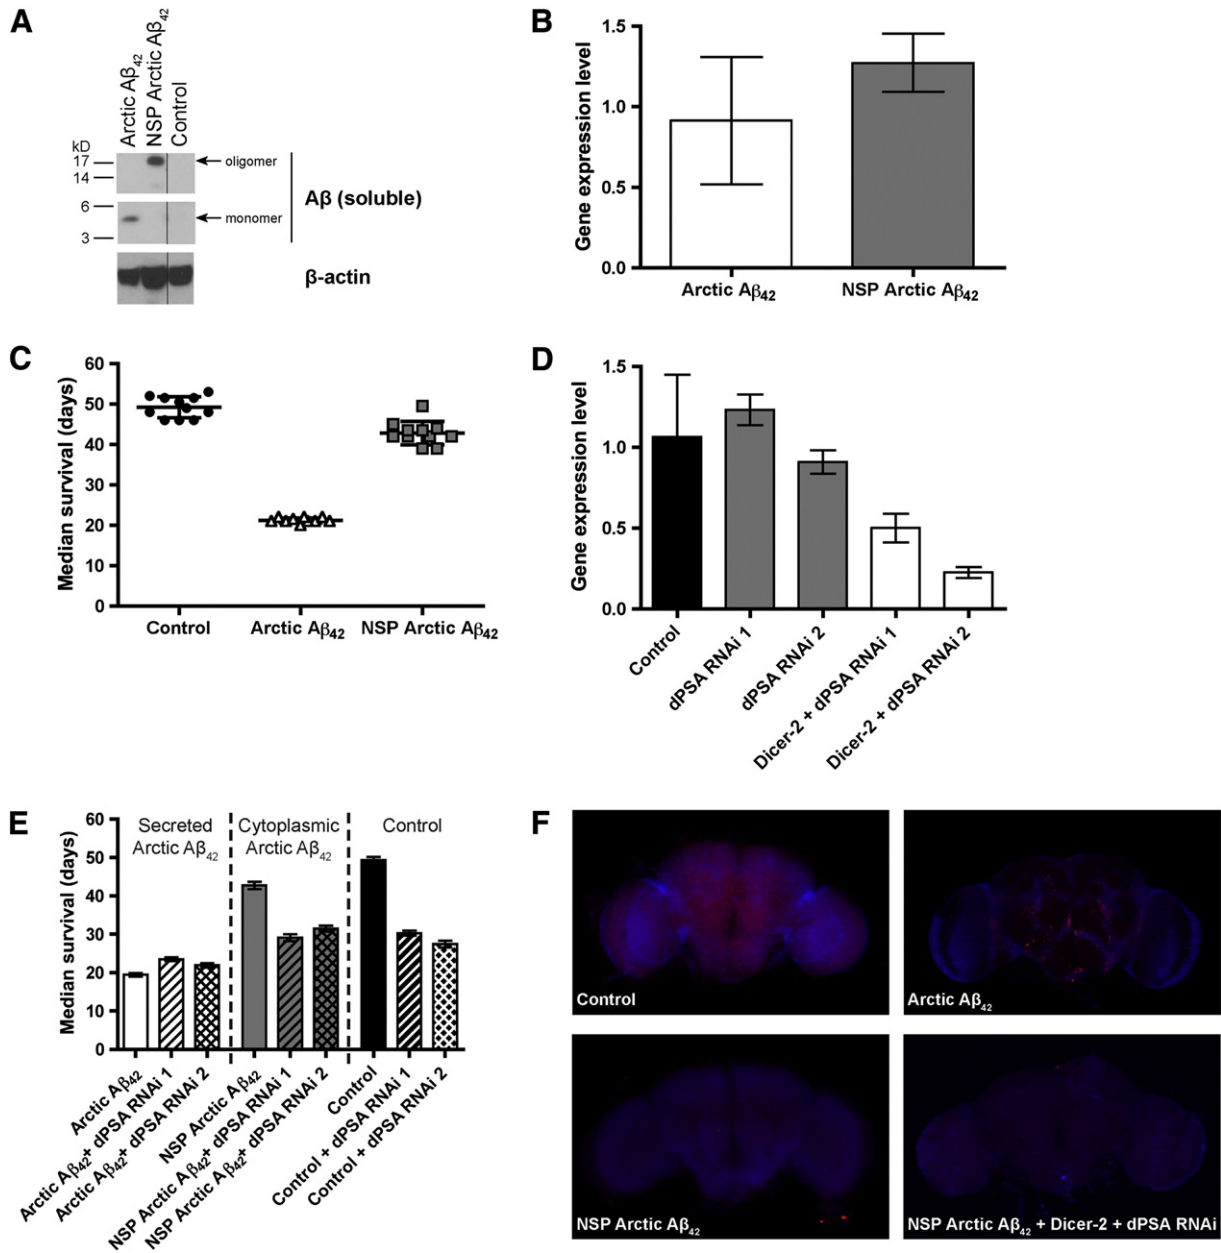 A
Arctic Aβ42
NSP Arctic Aβ42
Control
kD
17
14
6
3
oligomer
monomer
Aβ (soluble)
β-actin
B
Gene expression level
1.5
1.0
0.5
0.0
Arctic Aβ42
NSP Arctic Aβ42
C
Median survival (days)
60
50
40
30
20
10
0
Control
Arctic Aβ42
NSP Arctic Aβ42
D
Gene expression level
1.5
1.0
0.5
0.0
Control
dPSA RNAi 1
dPSA RNAi 2
Dicer-2 + dPSA RNAi 1
Dicer-2 + dPSA RNAi 2
E
Median survival (days)
60
50
40
30
20
10
0
Secreted
Arctic Aβ42
Cytoplasmic
Arctic Aβ42
Control
Arctic Aβ42
Arctic Aβ42+ dPSA RNAi 1
Arctic Aβ42+ dPSA RNAi 2
NSP Arctic Aβ42
NSP Arctic Aβ42+ dPSA RNAi 1
NSP Arctic Aβ42+ dPSA RNAi 2
Control
Control + dPSA RNAi 1
Control + dPSA RNAi 2
F
Control
Arctic Aβ42
NSP Arctic Aβ42
NSP Arctic Aβ42 + Dicer-2 + dPSA RNAi